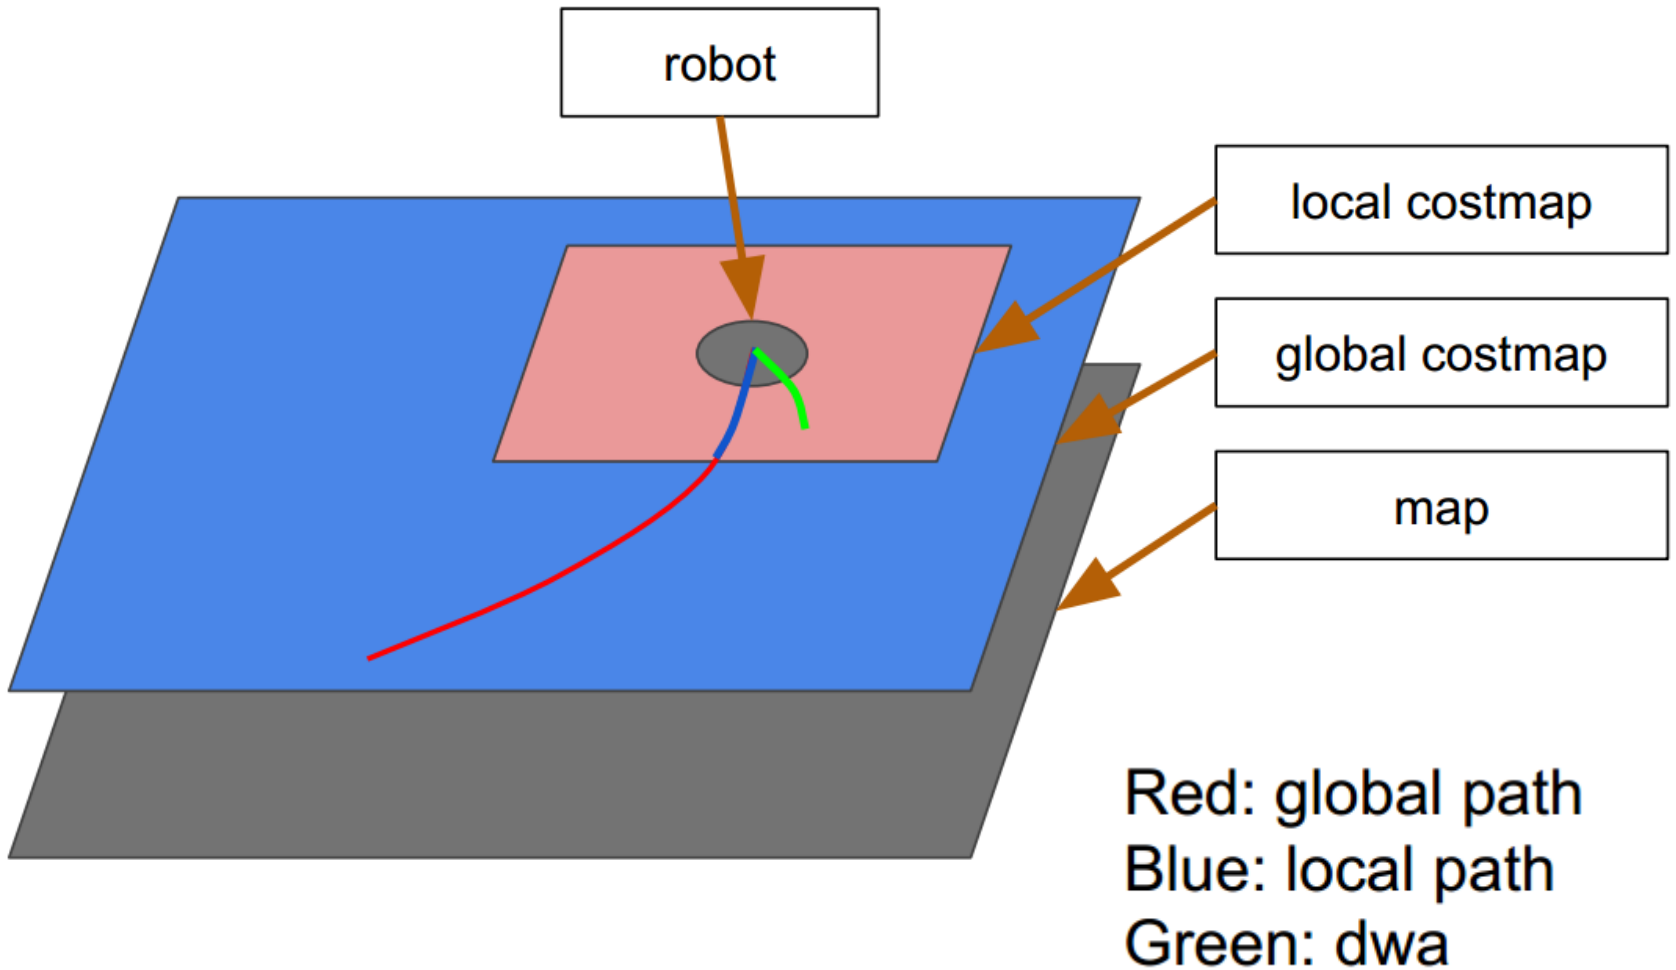 robot
local costmap
global costmap
map
Red: global path
Blue: local path
Green: dwa